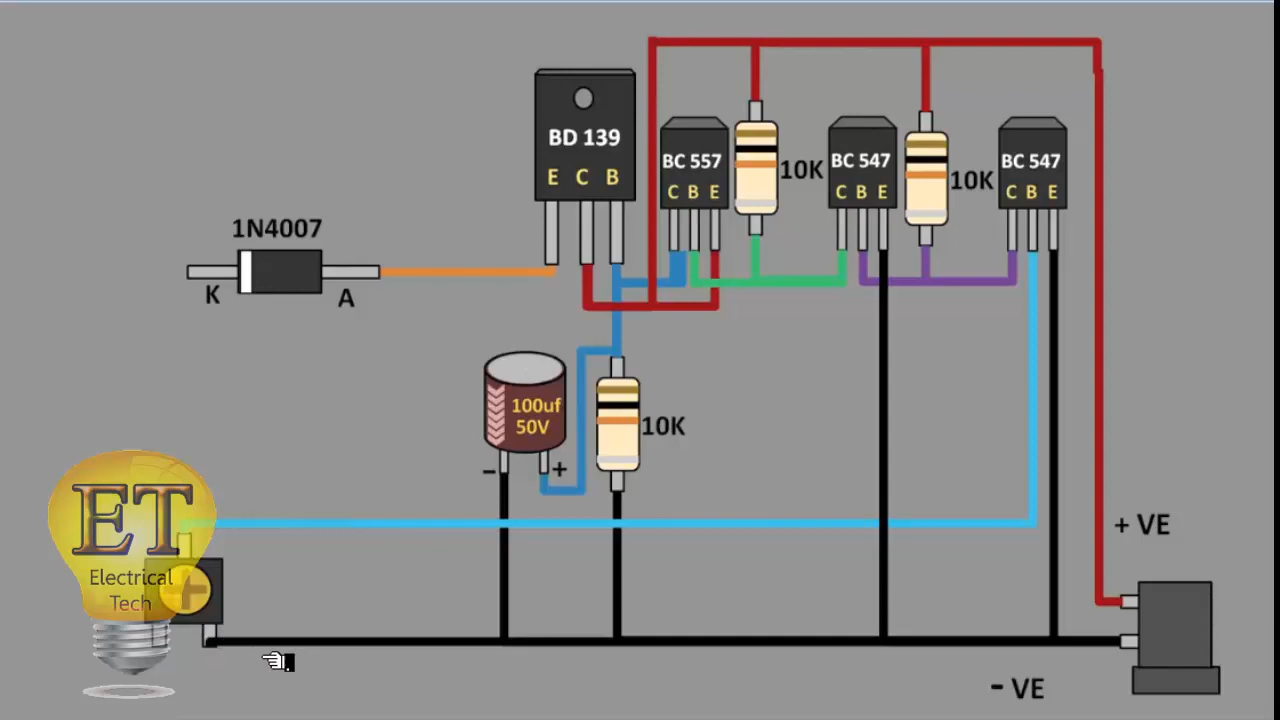 BD 139
E C B
BC 557
C B E
10K
BC 547
C B E
10K
BC 547
C B E
1N4007
K
A
100uf
50V
- +
10K
ET
Electrical
Tech
+ VE
- VE